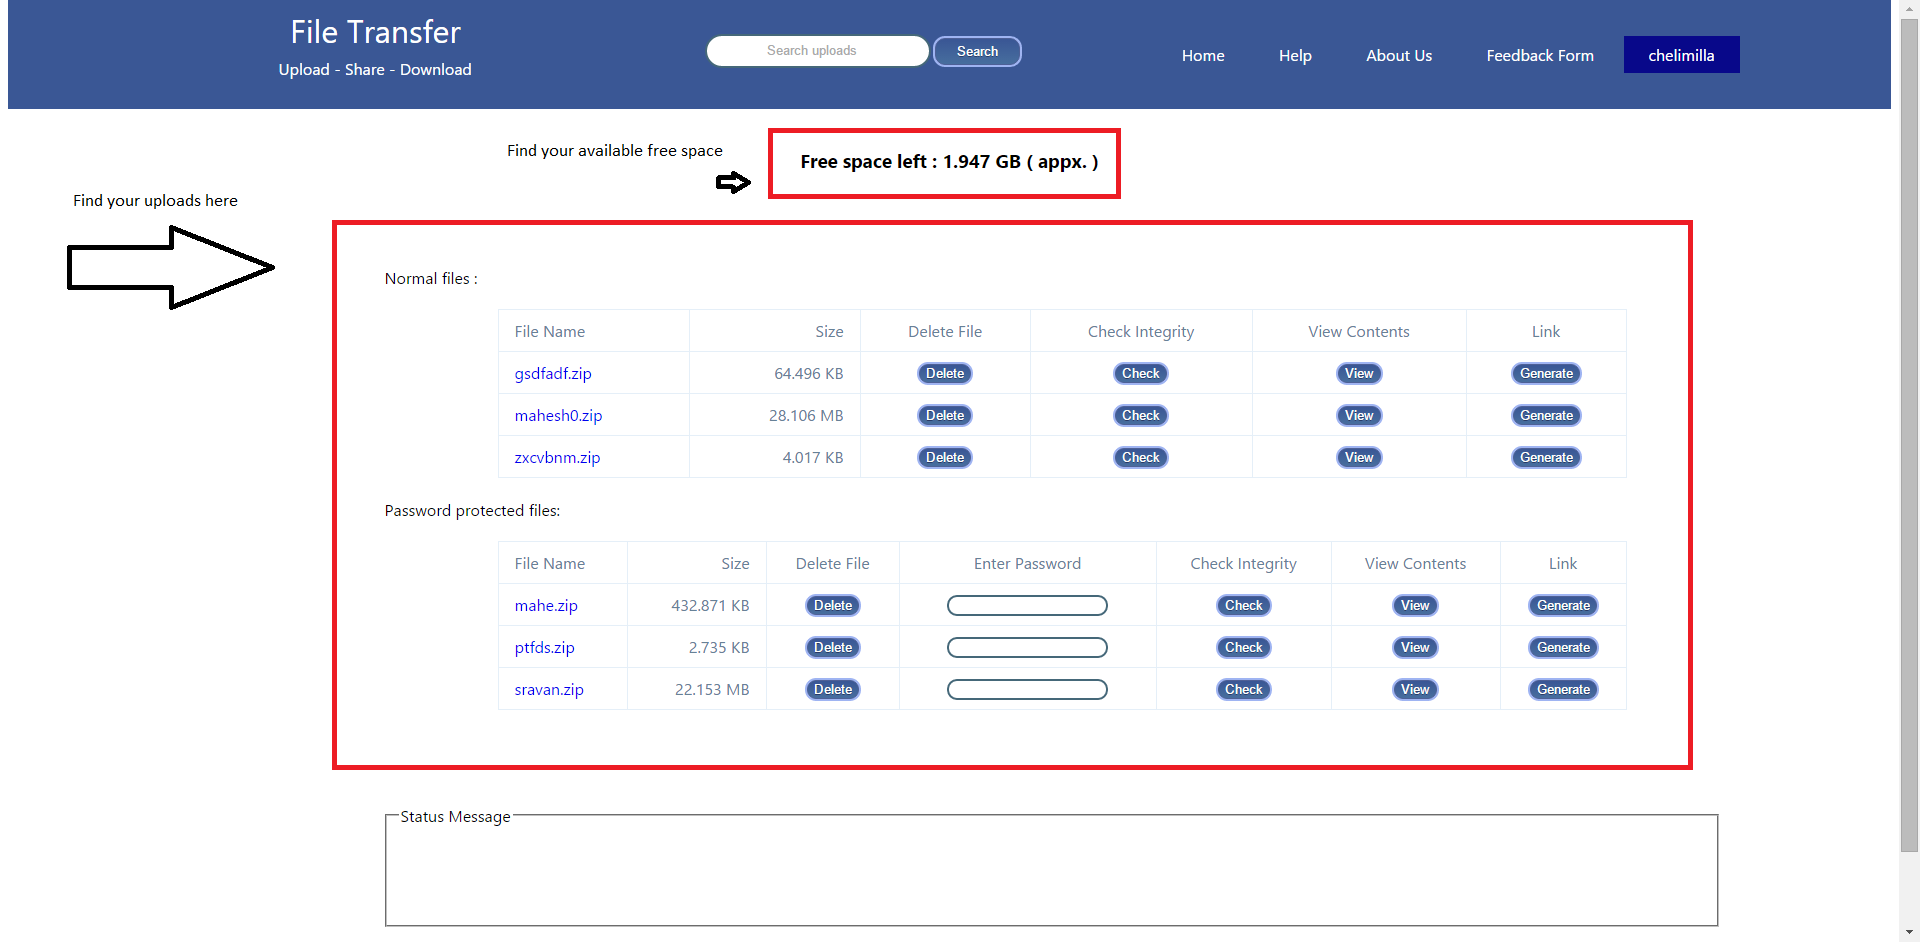 File Transfer
Upload - Share - Download
Search uploads
Search
Home
Help
About Us
Feedback Form
chelimilla
Find your available free space
Free space left : 1.947 GB ( appx. )
Find your uploads here
Normal files :
File Name Size Delete File Check Integrity View Contents Link
gsdfadf.zip 64.496 KB Delete Check View Generate
mahesh0.zip 28.106 MB Delete Check View Generate
zxcvbnm.zip 4.017 KB Delete Check View Generate
Password protected files:
File Name Size Delete File Enter Password Check Integrity View Contents Link
mahe.zip 432.871 KB Delete Check View Generate
ptfds.zip 2.735 KB Delete Check View Generate
sravan.zip 22.153 MB Delete Check View Generate
Status Message